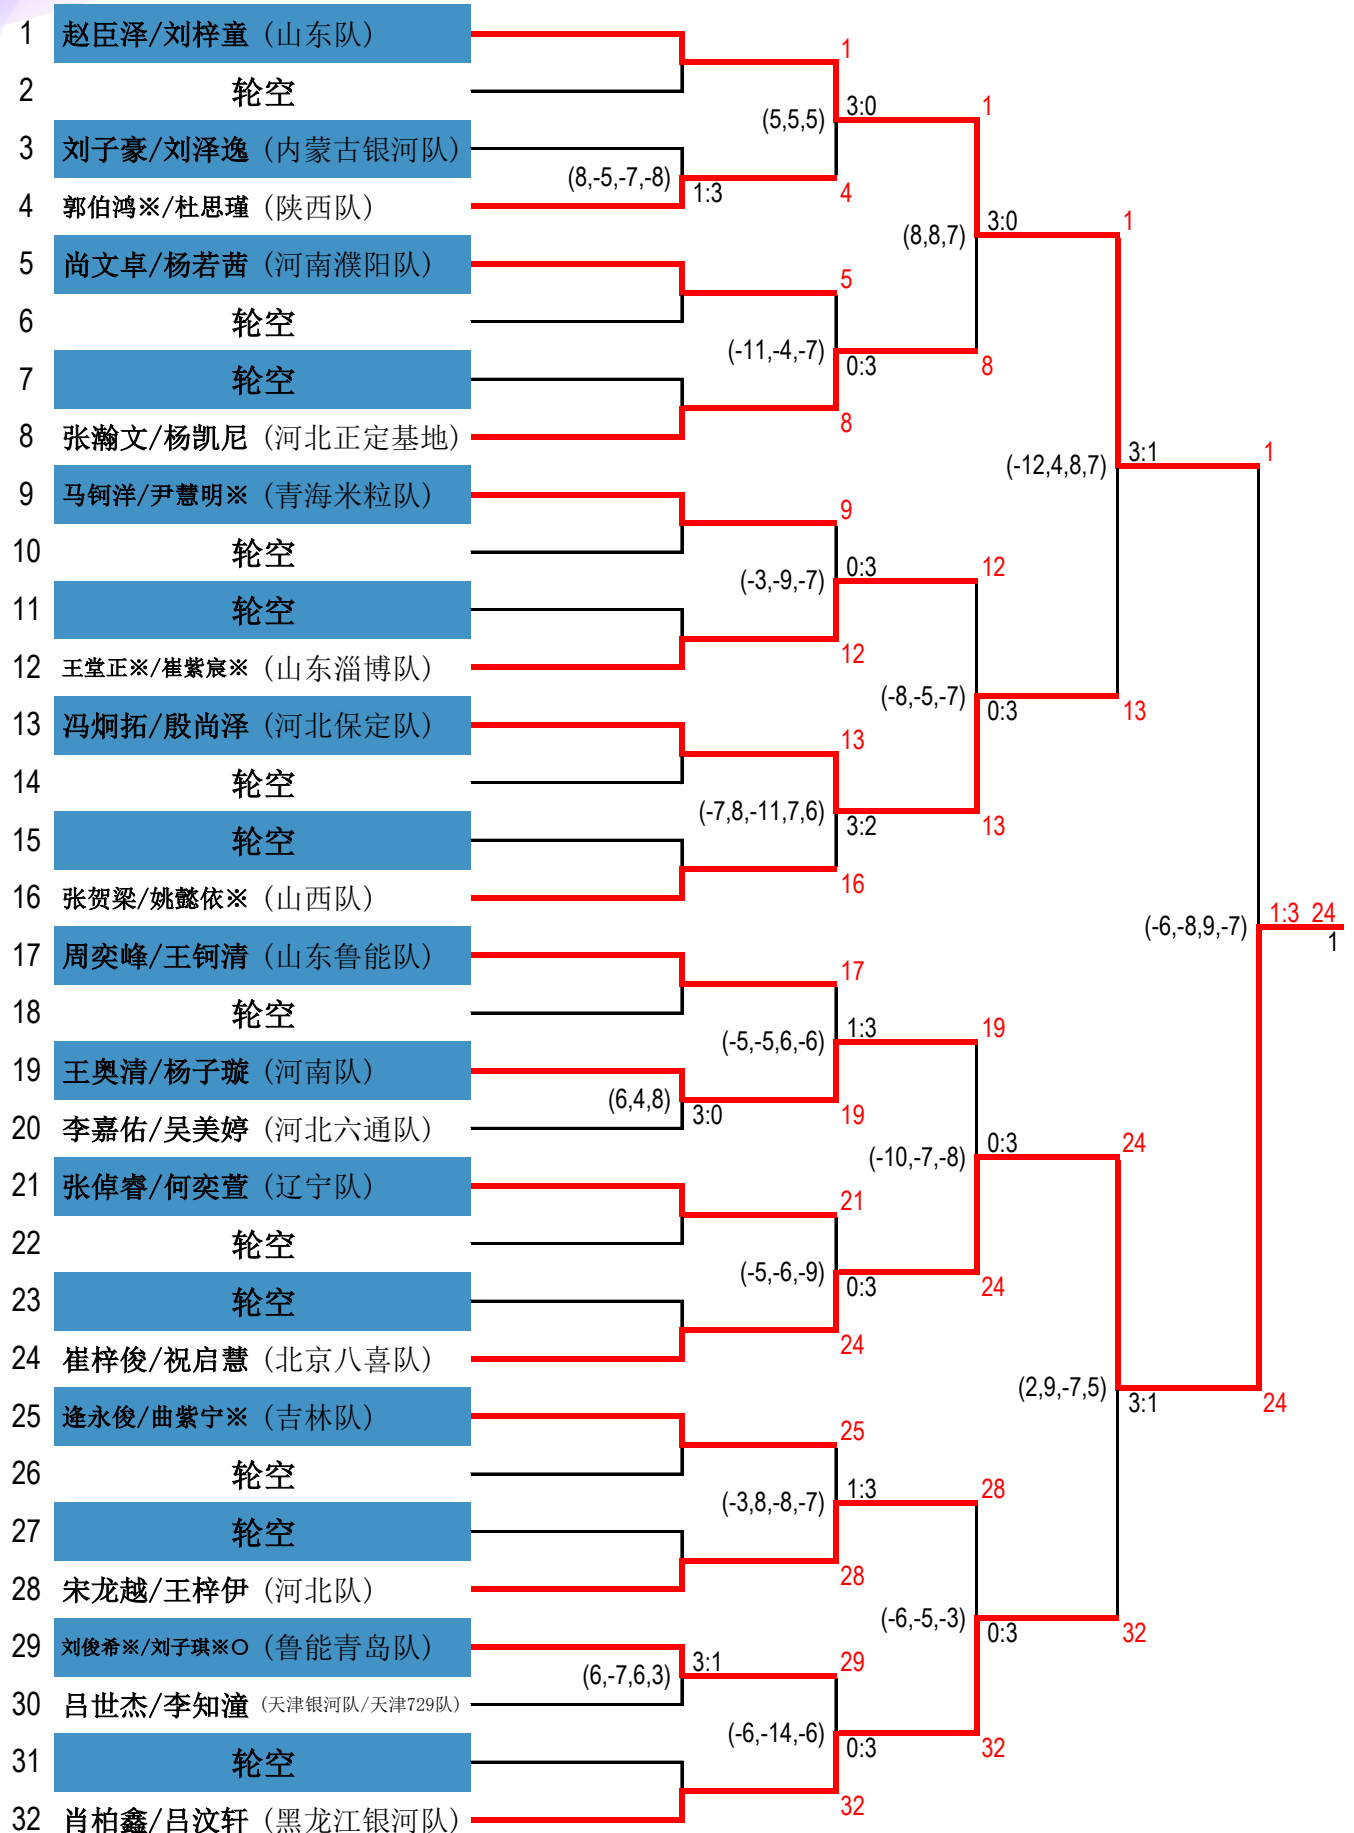 1 赵臣泽/刘梓童 (山东队)
1
2 轮空
(5,5,5) 3:0 1
3 刘子豪/刘泽逸 (内蒙古银河队)
(8,-5,-7,-8) 1:3 4
4 郭伯鸿※/杜思瑾 (陕西队)
(8,8,7) 3:0 1
5 尚文卓/杨若茜 (河南濮阳队)
5
6 轮空
(-11,-4,-7) 0:3 8
7 轮空
8
8 张瀚文/杨凯尼 (河北正定基地)
(-12,4,8,7) 3:1 1
9 马钶洋/尹慧明※ (青海米粒队)
9
10 轮空
(-3,-9,-7) 0:3 12
11 轮空
12
12 王堂正※/崔紫宸※ (山东淄博队)
(-8,-5,-7) 0:3 13
13 冯炯拓/殷尚泽 (河北保定队)
13
14 轮空
(-7,8,-11,7,6) 3:2 13
15 轮空
16
16 张贺梁/姚懿依※ (山西队)
(-6,-8,9,-7) 1:3 24
1
17 周奕峰/王钶清 (山东鲁能队)
17
18 轮空
(-5,-5,6,-6) 1:3 19
19 王奥清/杨子璇 (河南队)
(6,4,8) 3:0 19
20 李嘉佑/吴美婷 (河北六通队)
(-10,-7,-8) 0:3 24
21 张倬睿/何奕萱 (辽宁队)
21
22 轮空
(-5,-6,-9) 0:3 24
23 轮空
24
24 崔梓俊/祝启慧 (北京八喜队)
(2,9,-7,5) 3:1 24
25 逄永俊/曲紫宁※ (吉林队)
25
26 轮空
(-3,8,-8,-7) 1:3 28
27 轮空
28
28 宋龙越/王梓伊 (河北队)
(-6,-5,-3) 0:3 32
29 刘俊希※/刘子琪※○ (鲁能青岛队)
(6,-7,6,3) 3:1 29
30 吕世杰/李知潼 (天津银河队/天津729队)
(-6,-14,-6) 0:3 32
31 轮空
32
32 肖柏鑫/吕汶轩 (黑龙江银河队)